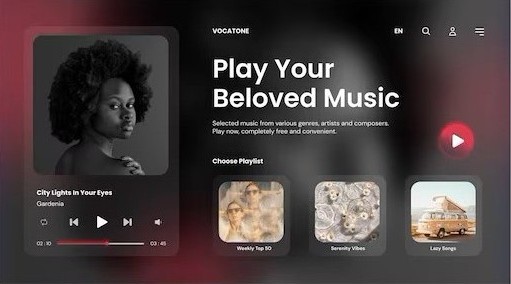 VOCATONE
EN
Play Your
Beloved Music
Selected music from various genres, artists and composers.
Play now, completely free and convenient.
Choose Playlist
Weekly Top 50
Serenity Vibes
Lazy Songs
City Lights In Your Eyes
Gardenia
02:10
03:45